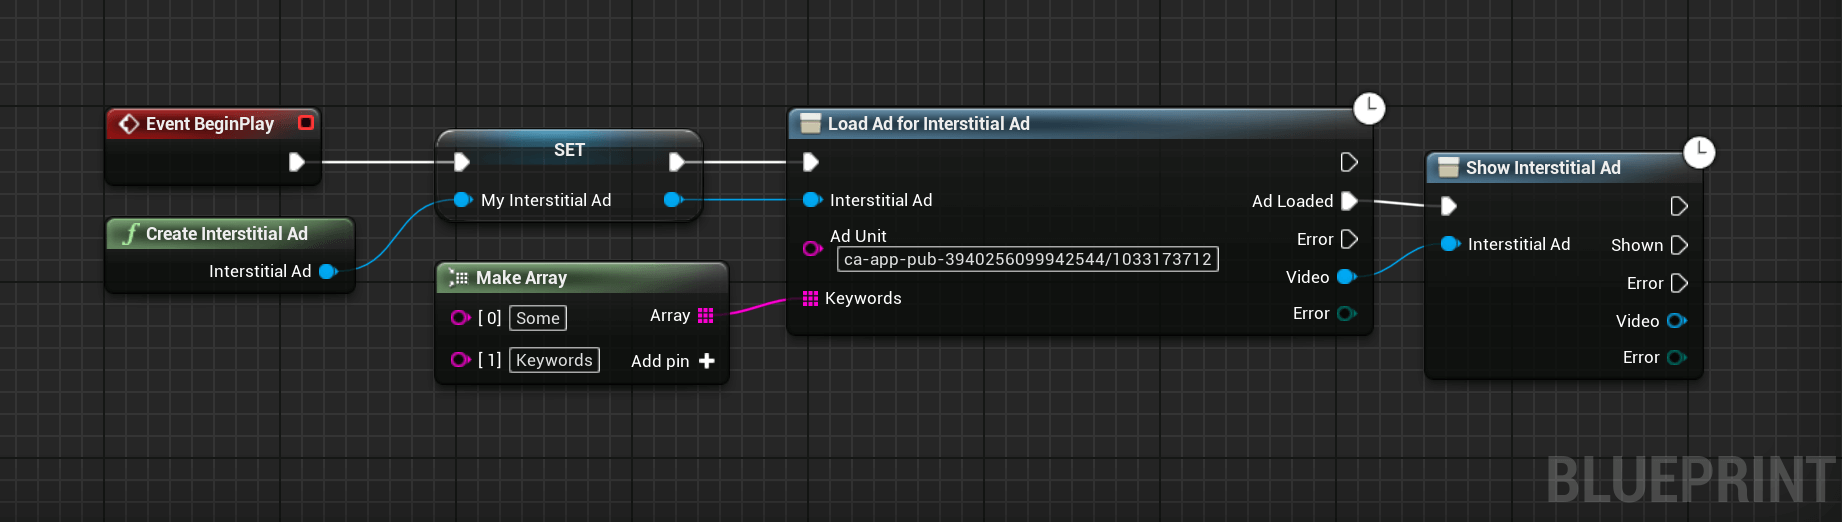 Event BeginPlay
Create Interstitial Ad
Interstitial Ad
SET
My Interstitial Ad
Make Array
[ 0] Some
Array
[ 1] Keywords
Add pin
Load Ad for Interstitial Ad
Interstitial Ad
Ad Unit
ca-app-pub-3940256099942544/1033173712
Keywords
Ad Loaded
Error
Video
Error
Show Interstitial Ad
Interstitial Ad
Shown
Error
Video
Error
BLUEPRINT